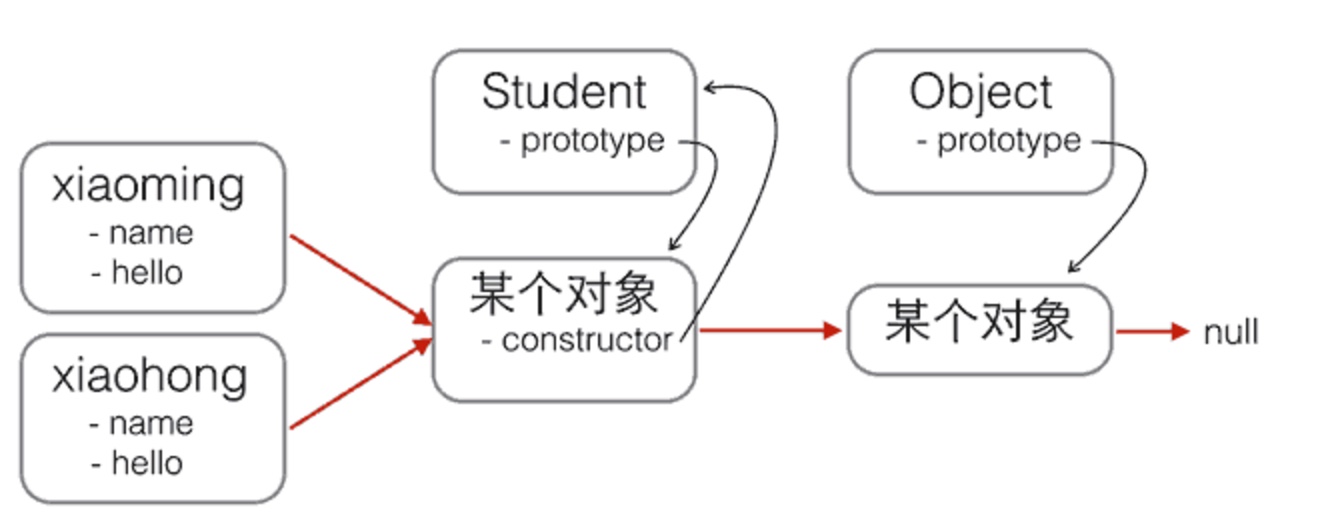 xiaoming
- name
- hello
xiaohong
- name
- hello
Student
- prototype
某个对象
- constructor
Object
- prototype
某个对象
null